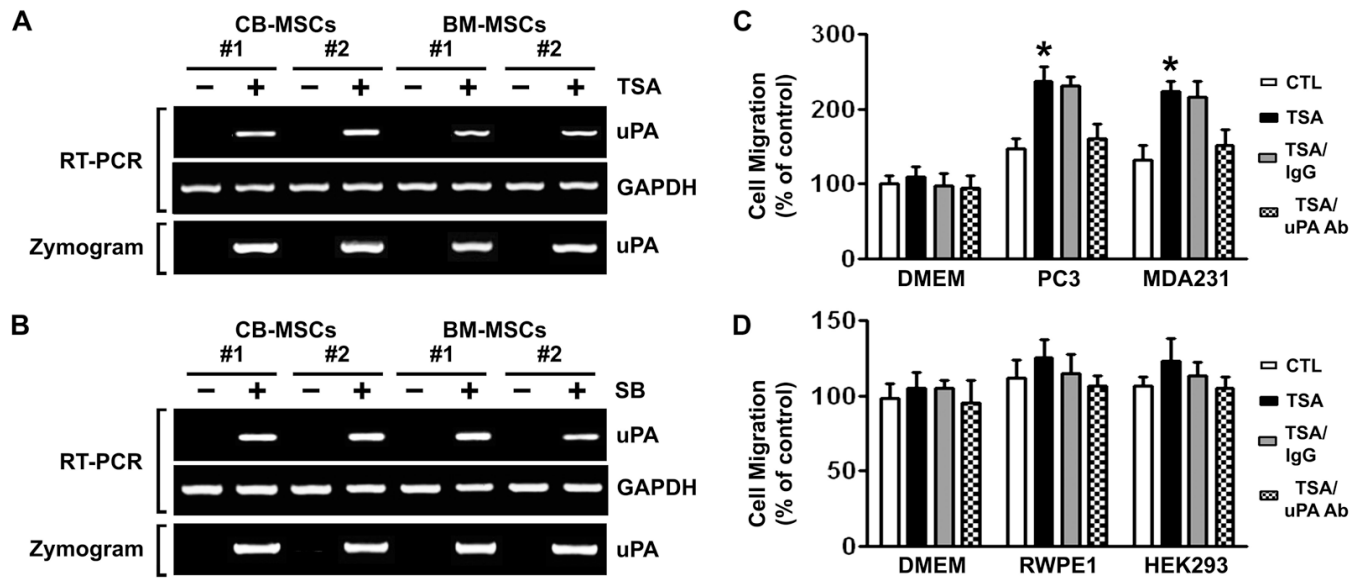 A
CB-MSCs BM-MSCs
#1 #2 #1 #2
− + − + − + − + TSA
RT-PCR
uPA
GAPDH
Zymogram uPA
B
CB-MSCs BM-MSCs
#1 #2 #1 #2
− + − + − + − + SB
RT-PCR
uPA
GAPDH
Zymogram uPA
C
Cell Migration
(% of control)
300
200
100
0
* *
DMEM PC3 MDA231
CTL
TSA
TSA/
IgG
TSA/
uPA Ab
D
Cell Migration
(% of control)
150
100
50
0
DMEM RWPE1 HEK293
CTL
TSA
TSA/
IgG
TSA/
uPA Ab